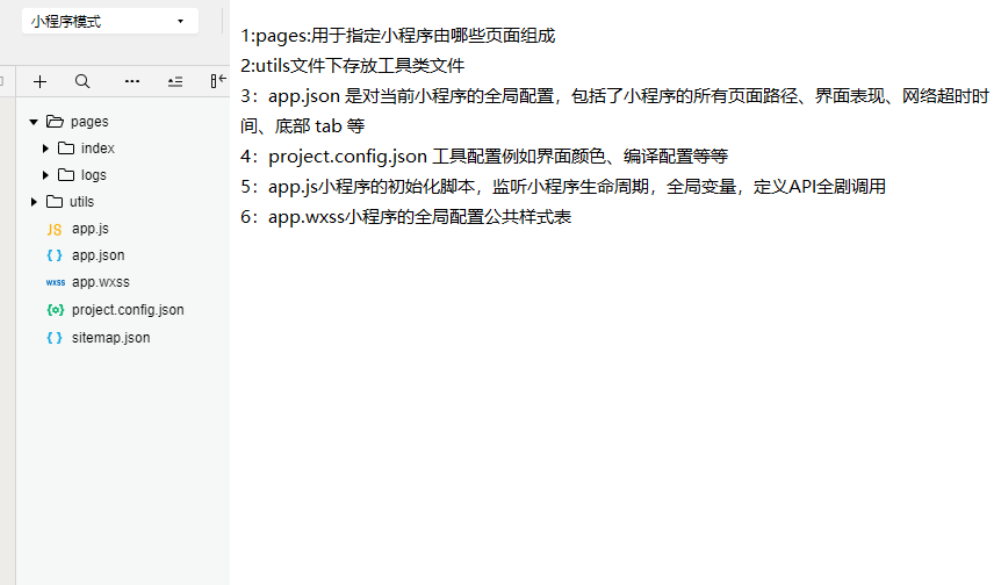 小程序模式
pages
index
logs
utils
JS app.js
{ } app.json
wxss app.wxss
{o} project.config.json
{ } sitemap.json
1:pages:用于指定小程序由哪些页面组成
2:utils文件下存放工具类文件
3：app.json 是对当前小程序的全局配置，包括了小程序的所有页面路径、界面表现、网络超时时
间、底部 tab 等
4：project.config.json 工具配置例如界面颜色、编译配置等等
5：app.js小程序的初始化脚本，监听小程序生命周期，全局变量，定义API全剧调用
6：app.wxss小程序的全局配置公共样式表